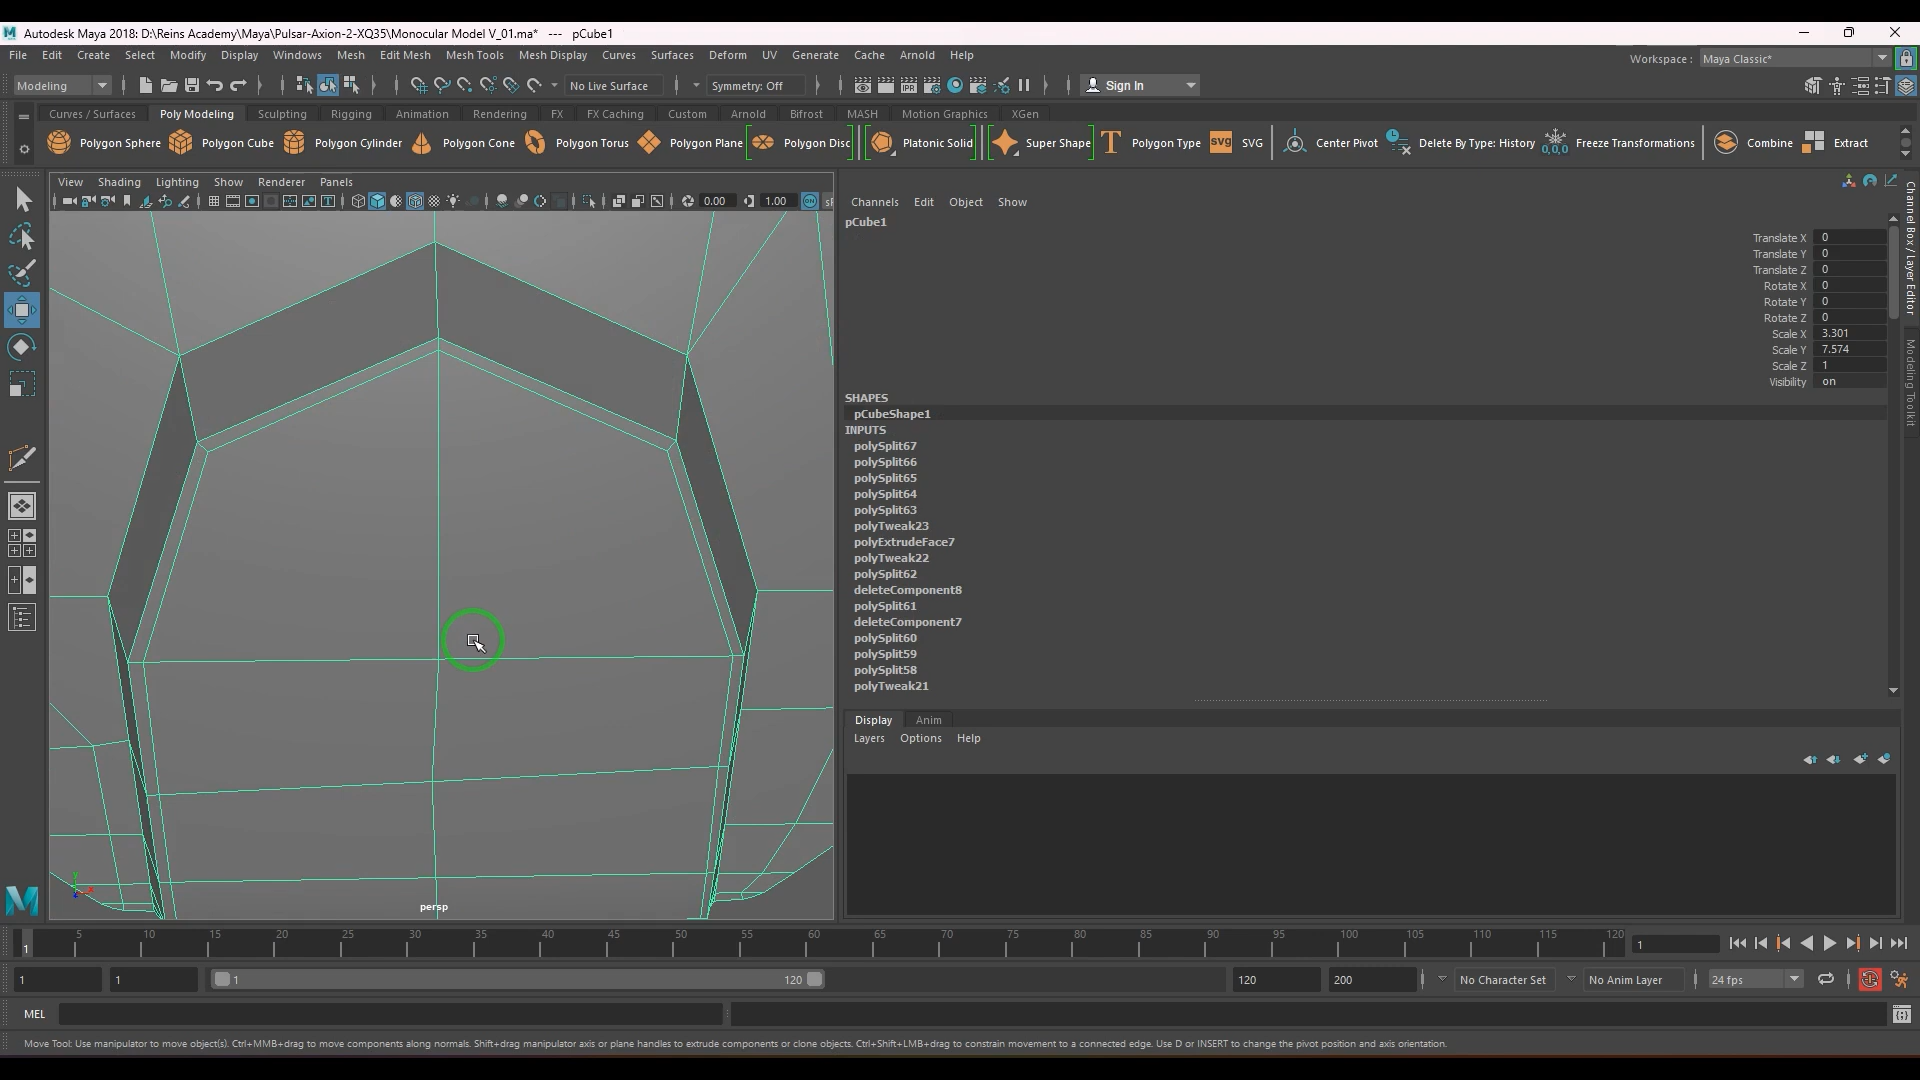 Autodesk Maya 2018: D:\Reins Academy\Maya\Pulsar-Axion-2-XQ35\Monocular Model V_01.ma*   ---   pCube1
File Edit Create Select Modify Display Windows Mesh Edit Mesh Mesh Tools Mesh Display Curves Surfaces Deform UV Generate Cache Arnold Help
Workspace : Maya Classic*
Modeling No Live Surface Symmetry: Off IPR Sign In
Curves / Surfaces Poly Modeling Sculpting Rigging Animation Rendering FX FX Caching Custom Arnold Bifrost MASH Motion Graphics XGen
Polygon Sphere Polygon Cube Polygon Cylinder Polygon Cone Polygon Torus Polygon Plane Polygon Disc Platonic Solid Super Shape Polygon Type SVG SVG Center Pivot Delete By Type: History 0,0,0 Freeze Transformations Combine Extract
View Shading Lighting Show Renderer Panels
0.00 1.00 ON
Channels Edit Object Show
pCube1
Translate X 0
Translate Y 0
Translate Z 0
Rotate X 0
Rotate Y 0
Rotate Z 0
Scale X 3.301
Scale Y 7.574
Scale Z 1
Visibility on
SHAPES
pCubeShape1
INPUTS
polySplit67
polySplit66
polySplit65
polySplit64
polySplit63
polyTweak23
polyExtrudeFace7
polyTweak22
polySplit62
deleteComponent8
polySplit61
deleteComponent7
polySplit60
polySplit59
polySplit58
polyTweak21
Channel Box / Layer Editor
Modeling Toolkit
Display Anim
Layers Options Help
persp
1 5 10 15 20 25 30 35 40 45 50 55 60 65 70 75 80 85 90 95 100 105 110 115 120 1
1 1 1 120 120 200 No Character Set No Anim Layer 24 fps
MEL
Move Tool: Use manipulator to move object(s). Ctrl+MMB+drag to move components along normals. Shift+drag manipulator axis or plane handles to extrude components or clone objects. Ctrl+Shift+LMB+drag to constrain movement to a connected edge. Use D or INSERT to change the pivot position and axis orientation.